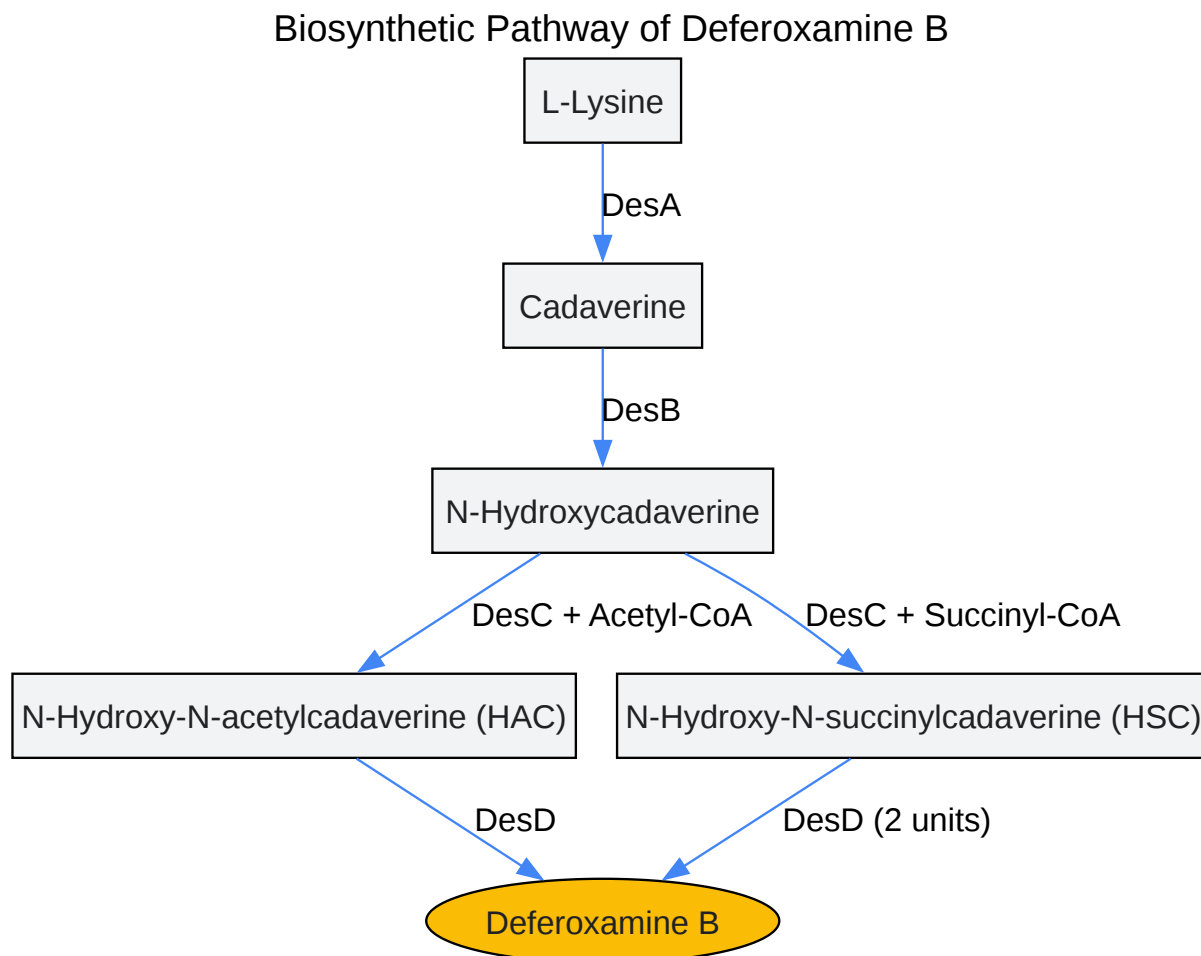 Biosynthetic Pathway of Deferoxamine B
L-Lysine
DesA
Cadaverine
DesB
N-Hydroxycadaverine
DesC + Acetyl-CoA
DesC + Succinyl-CoA
N-Hydroxy-N-acetylcadaverine (HAC)
N-Hydroxy-N-succinylcadaverine (HSC)
DesD
DesD (2 units)
Deferoxamine B